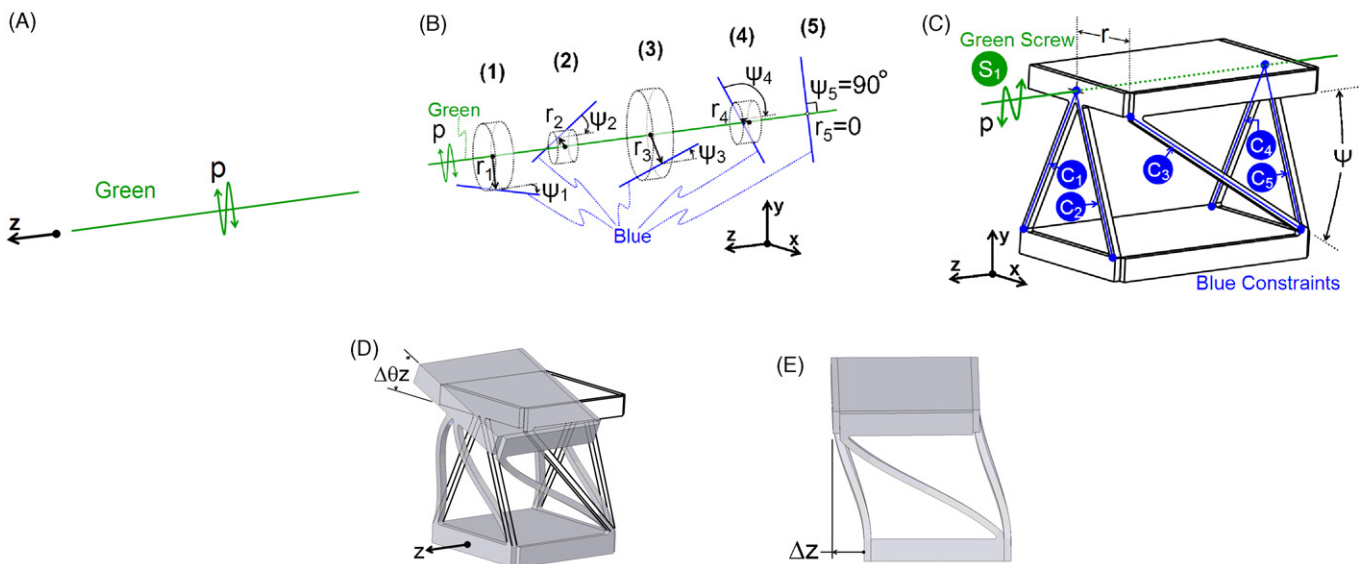 (A)
Green
p
z
(B)
(1)
(2)
(3)
(4)
(5)
Green
p
r1
ψ1
r2
ψ2
r3
ψ3
r4
ψ4
ψ5=90°
r5=0
Blue
y
z
x
(C)
Green Screw
S1
p
r
C1
C2
C3
C4
C5
ψ
y
z
x
Blue Constraints
(D)
Δθz
z
(E)
Δz